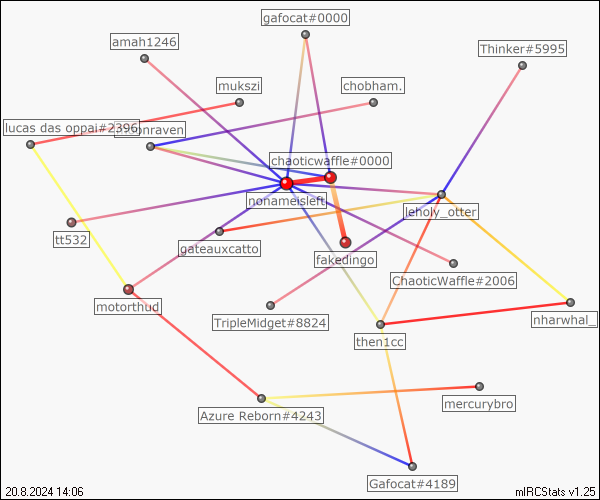 gafocat#0000
amah1246
Thinker#5995
mukszi
chobham.
lucas das oppai#2396
onraven
chaoticwaffle#0000
nonameisleft
leholy_otter
tt532
gateauxcatto
fakedingo
ChaoticWaffle#2006
motorthud
TripleMidget#8824
nharwhal_
then1cc
mercurybro
Azure Reborn#4243
Gafocat#4189
20.8.2024 14:06
mIRCStats v1.25